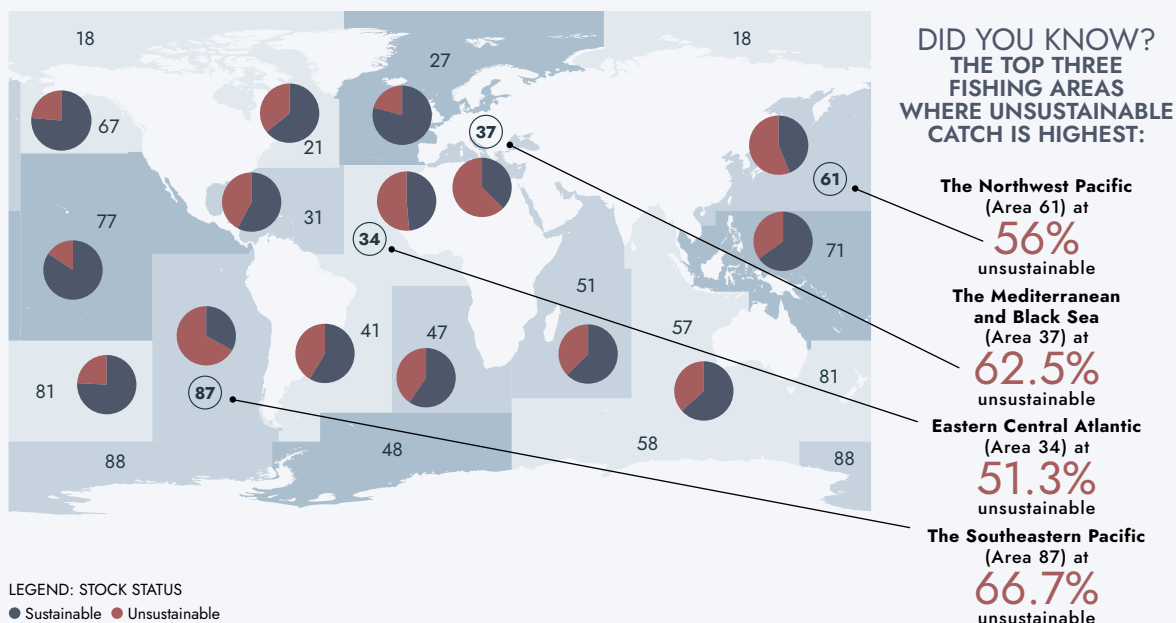 18
27
18
67
21
37
61
31
34
77
71
51
57
41
47
81
81
87
88
48
58
88
DID YOU KNOW?
THE TOP THREE
FISHING AREAS
WHERE UNSUSTAINABLE
CATCH IS HIGHEST:
The Northwest Pacific
(Area 61) at
56%
unsustainable
The Mediterranean
and Black Sea
(Area 37) at
62.5%
unsustainable
Eastern Central Atlantic
(Area 34) at
51.3%
unsustainable
The Southeastern Pacific
(Area 87) at
66.7%
unsustainable
LEGEND: STOCK STATUS
Sustainable Unsustainable